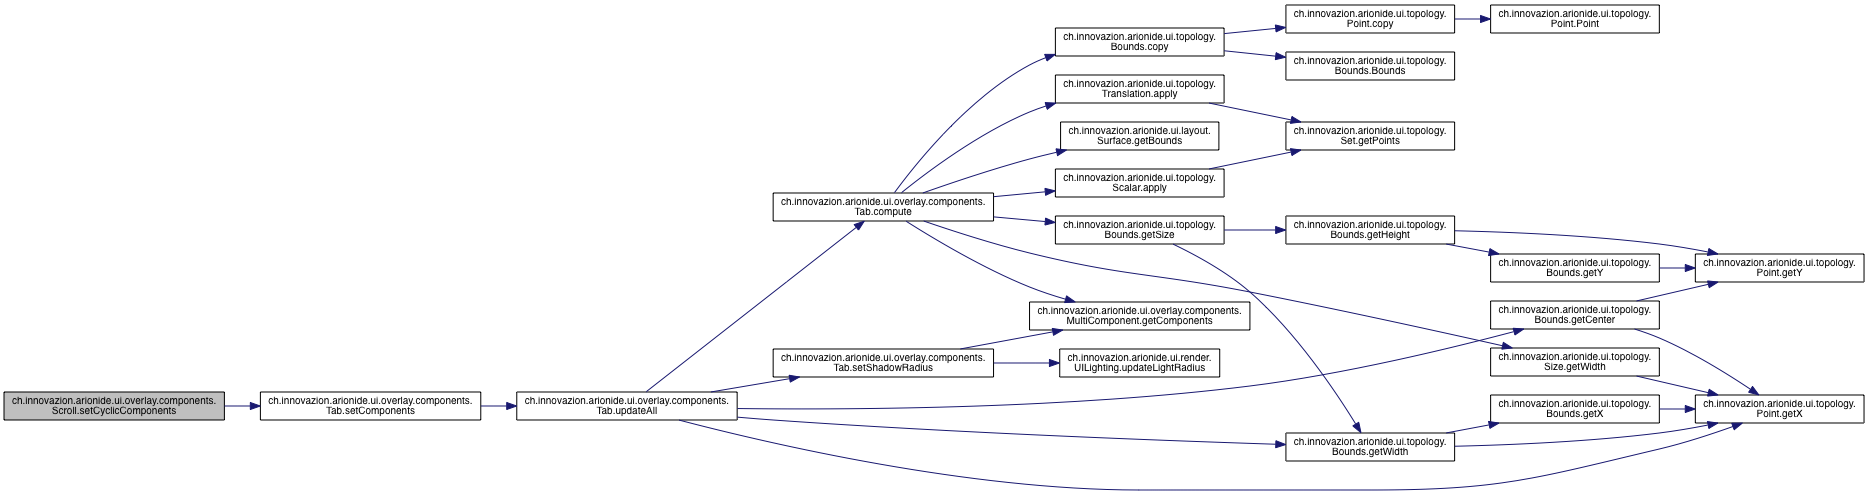 ch.innovazion.arionide.ui.topology.
Point.copy
ch.innovazion.arionide.ui.topology.
Point.Point
ch.innovazion.arionide.ui.topology.
Bounds.copy
ch.innovazion.arionide.ui.topology.
Bounds.Bounds
ch.innovazion.arionide.ui.topology.
Translation.apply
ch.innovazion.arionide.ui.layout.
Surface.getBounds
ch.innovazion.arionide.ui.topology.
Set.getPoints
ch.innovazion.arionide.ui.topology.
Scalar.apply
ch.innovazion.arionide.ui.overlay.components.
Tab.compute
ch.innovazion.arionide.ui.topology.
Bounds.getSize
ch.innovazion.arionide.ui.topology.
Bounds.getHeight
ch.innovazion.arionide.ui.topology.
Bounds.getY
ch.innovazion.arionide.ui.topology.
Point.getY
ch.innovazion.arionide.ui.overlay.components.
MultiComponent.getComponents
ch.innovazion.arionide.ui.topology.
Bounds.getCenter
ch.innovazion.arionide.ui.overlay.components.
Tab.setShadowRadius
ch.innovazion.arionide.ui.render.
UILighting.updateLightRadius
ch.innovazion.arionide.ui.topology.
Size.getWidth
ch.innovazion.arionide.ui.overlay.components.
Scroll.setCyclicComponents
ch.innovazion.arionide.ui.overlay.components.
Tab.setComponents
ch.innovazion.arionide.ui.overlay.components.
Tab.updateAll
ch.innovazion.arionide.ui.topology.
Bounds.getX
ch.innovazion.arionide.ui.topology.
Point.getX
ch.innovazion.arionide.ui.topology.
Bounds.getWidth